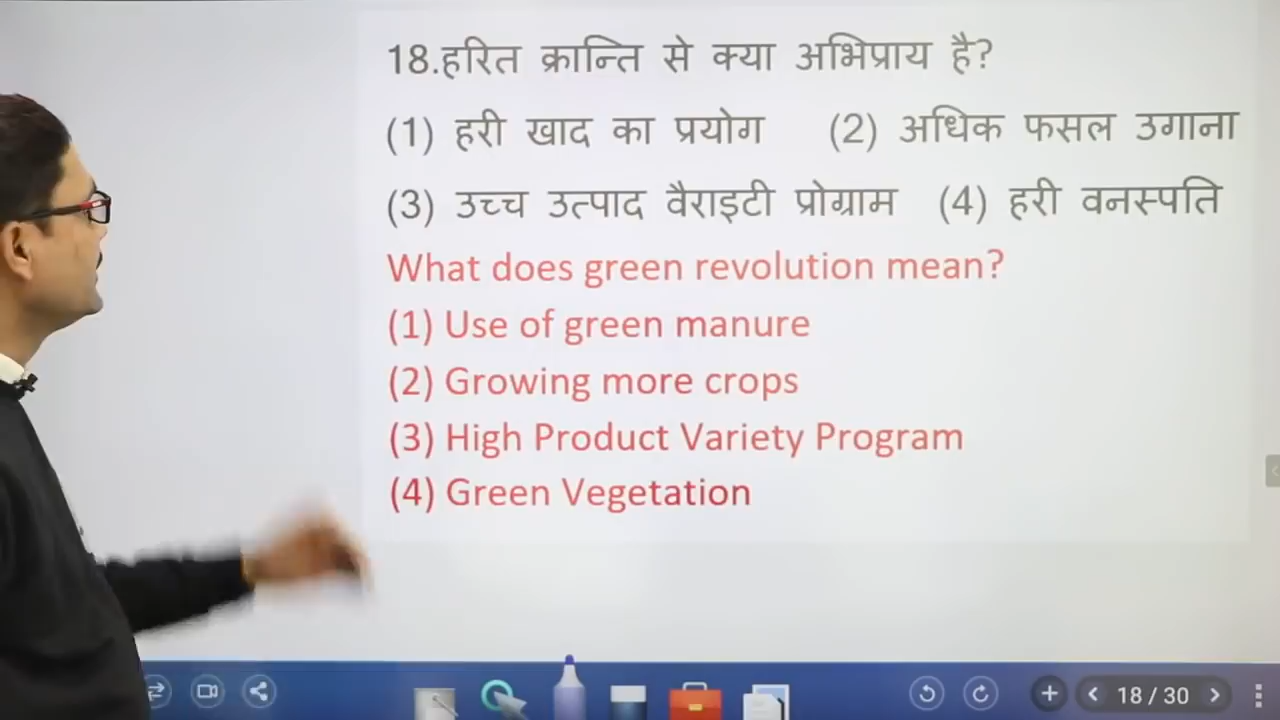 18.हरित क्रान्ति से क्या अभिप्राय है?
(1) हरी खाद का प्रयोग (2) अधिक फसल उगाना
(3) उच्च उत्पाद वैराइटी प्रोग्राम (4) हरी वनस्पति
What does green revolution mean?
(1) Use of green manure
(2) Growing more crops
(3) High Product Variety Program
(4) Green Vegetation
18 / 30